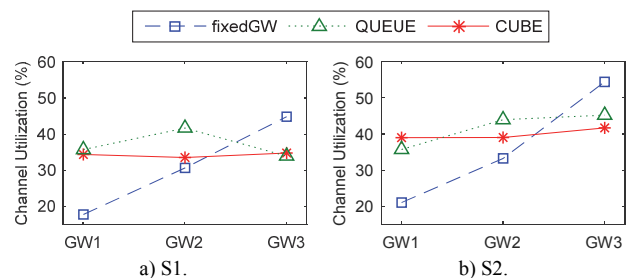 fixedGW QUEUE CUBE
Channel Utilization (%)
60
50
40
30
20
GW1 GW2 GW3
a) S1.
Channel Utilization (%)
60
50
40
30
20
GW1 GW2 GW3
b) S2.